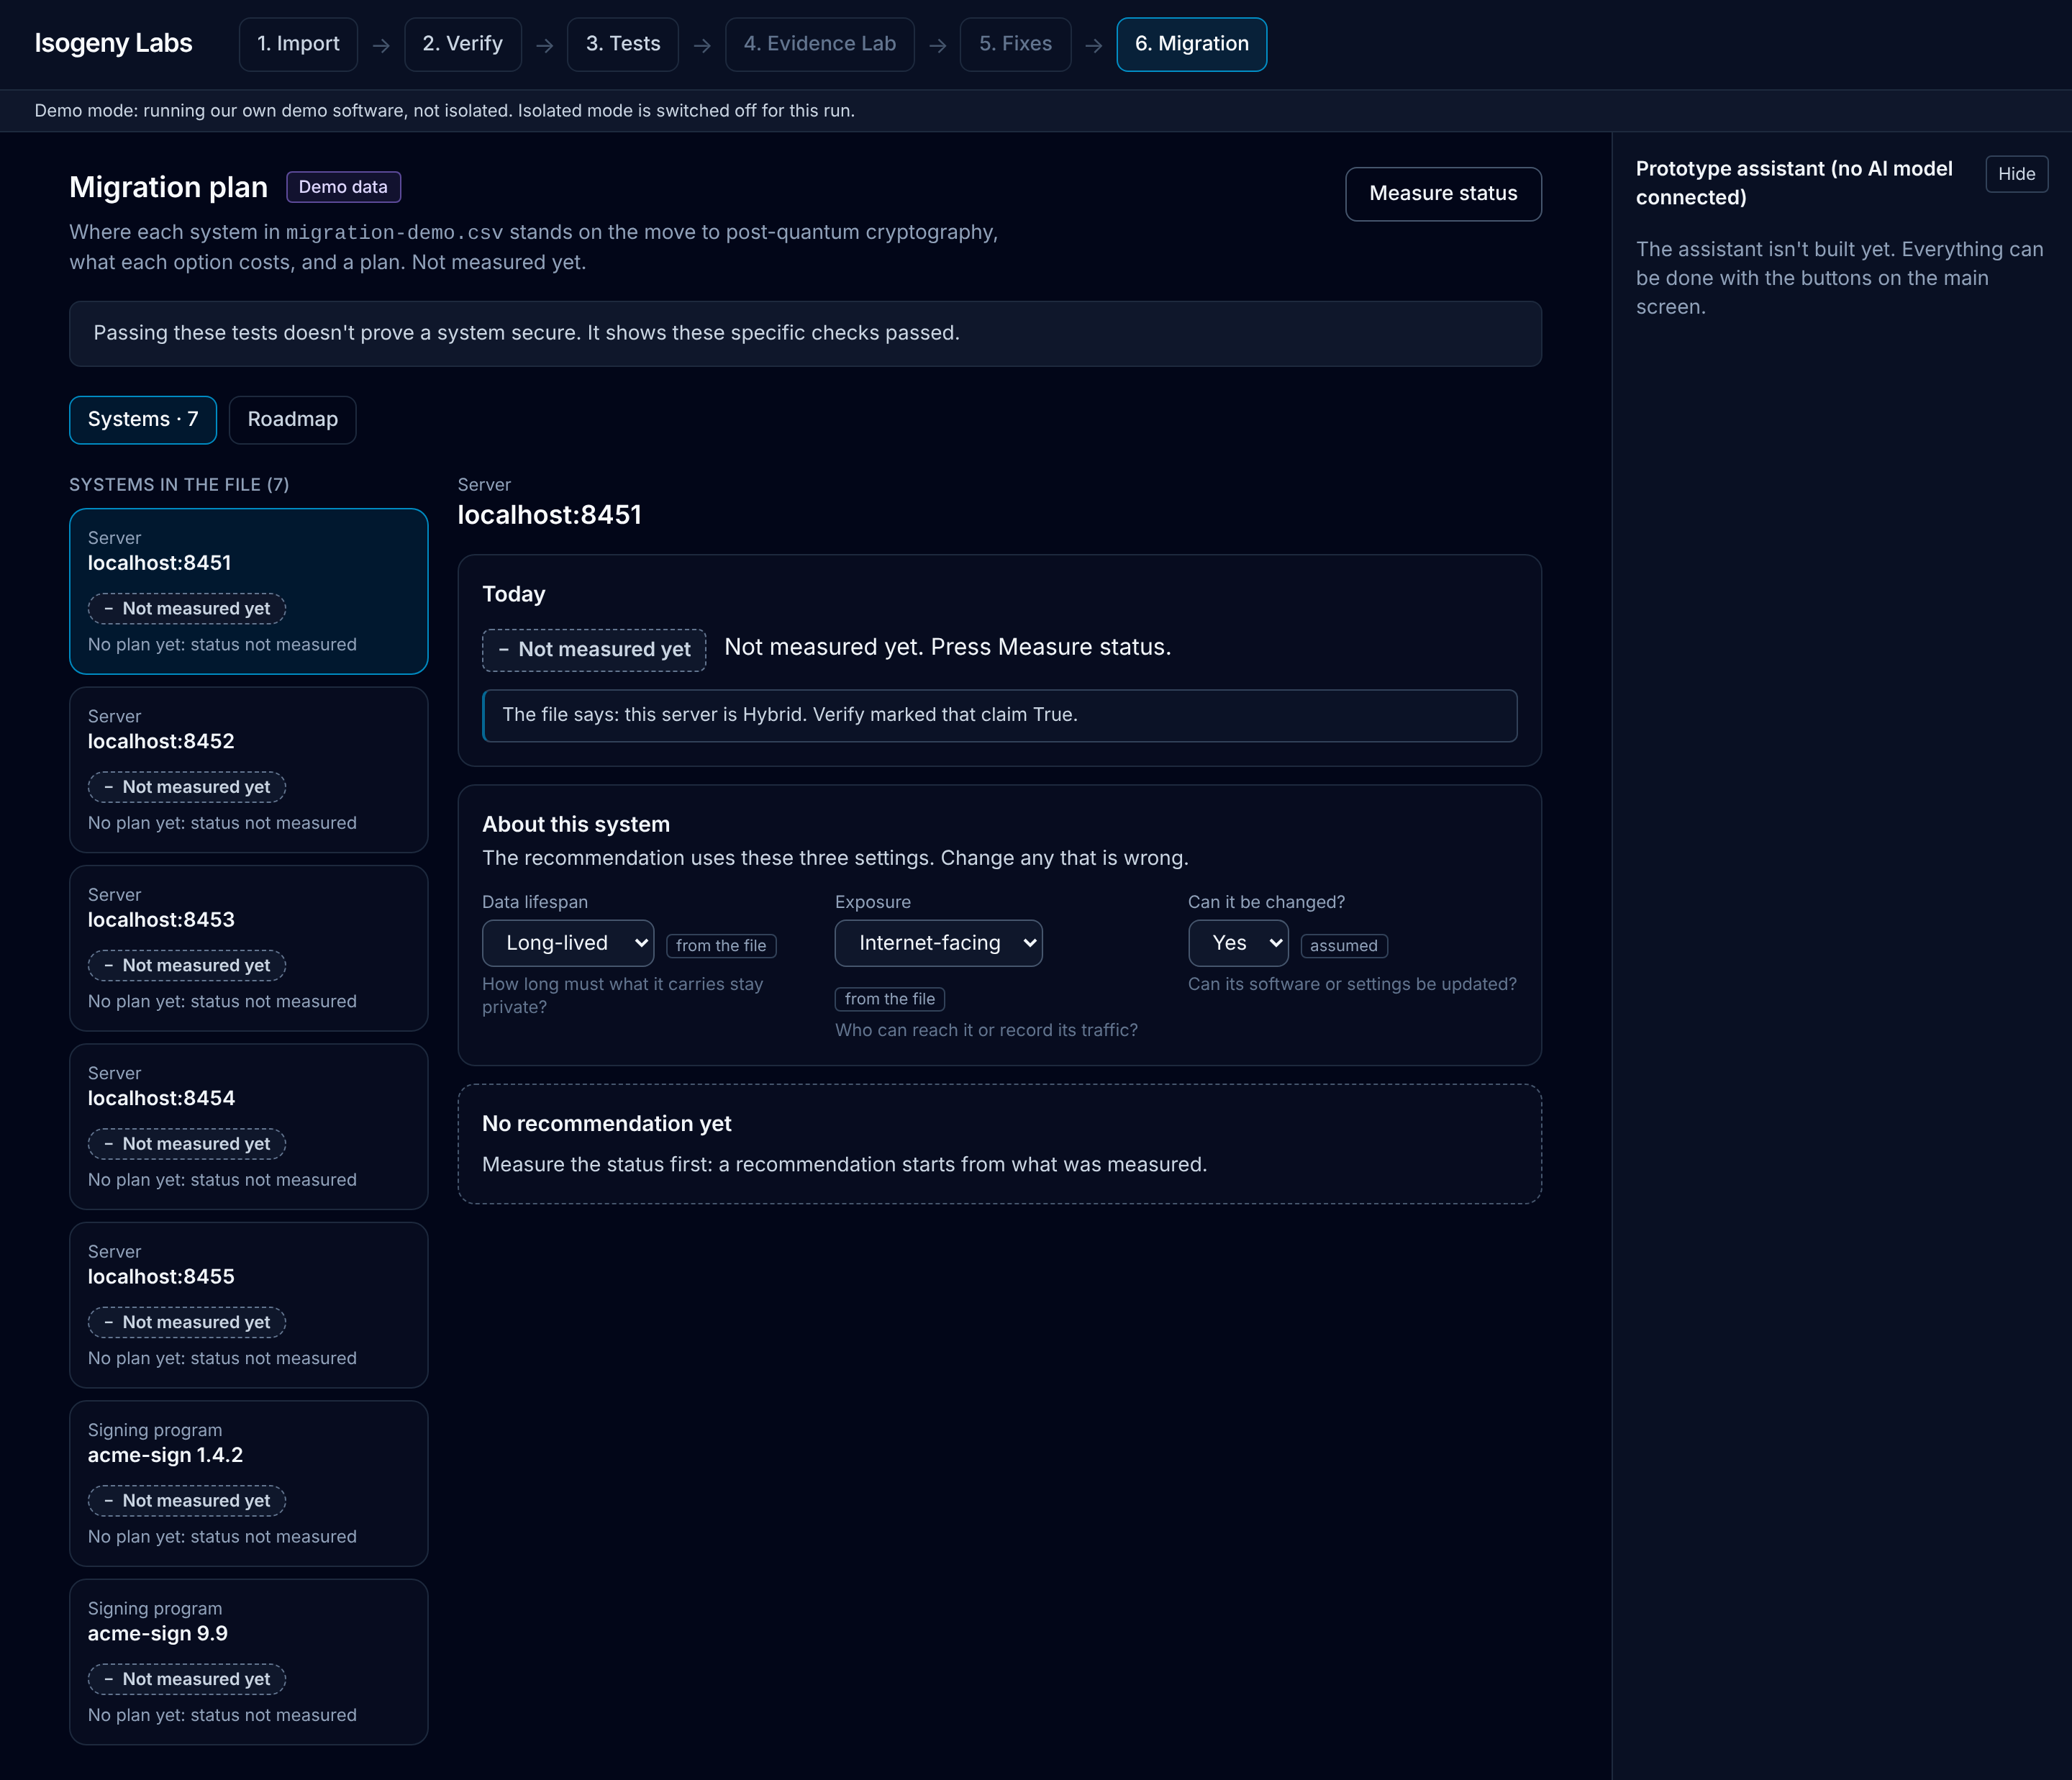 Isogeny Labs
1. Import → 2. Verify → 3. Tests → 4. Evidence Lab → 5. Fixes → 6. Migration
Demo mode: running our own demo software, not isolated. Isolated mode is switched off for this run.
Migration plan
Demo data
Measure status
Where each system in migration-demo.csv stands on the move to post-quantum cryptography,
what each option costs, and a plan. Not measured yet.
Passing these tests doesn't prove a system secure. It shows these specific checks passed.
Systems · 7
Roadmap
SYSTEMS IN THE FILE (7)
Server
localhost:8451
– Not measured yet
No plan yet: status not measured
Server
localhost:8452
– Not measured yet
No plan yet: status not measured
Server
localhost:8453
– Not measured yet
No plan yet: status not measured
Server
localhost:8454
– Not measured yet
No plan yet: status not measured
Server
localhost:8455
– Not measured yet
No plan yet: status not measured
Signing program
acme-sign 1.4.2
– Not measured yet
No plan yet: status not measured
Signing program
acme-sign 9.9
– Not measured yet
No plan yet: status not measured
Server
localhost:8451
Today
– Not measured yet
Not measured yet. Press Measure status.
The file says: this server is Hybrid. Verify marked that claim True.
About this system
The recommendation uses these three settings. Change any that is wrong.
Data lifespan
Long-lived
from the file
How long must what it carries stay
private?
Exposure
Internet-facing
from the file
Who can reach it or record its traffic?
Can it be changed?
Yes
assumed
Can its software or settings be updated?
No recommendation yet
Measure the status first: a recommendation starts from what was measured.
Prototype assistant (no AI model
connected)
Hide
The assistant isn't built yet. Everything can
be done with the buttons on the main
screen.